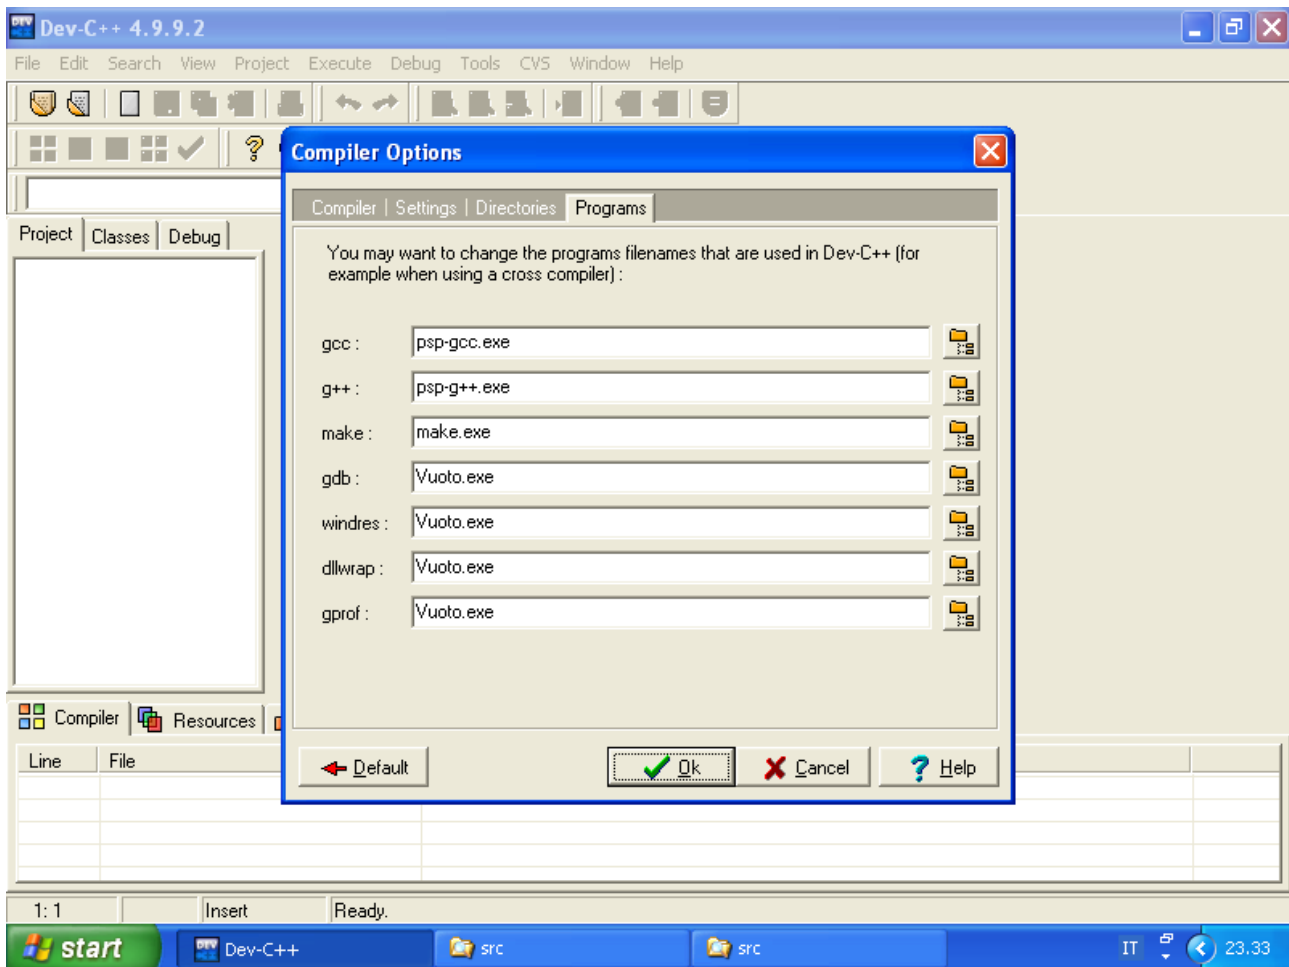 Dev-C++ 4.9.9.2
File Edit Search View Project Execute Debug Tools CVS Window Help
Compiler Options
Compiler Settings Directories Programs
Project Classes Debug
You may want to change the programs filenames that are used in Dev-C++ (for
example when using a cross compiler) :
gcc : psp-gcc.exe
g++ : psp-g++.exe
make : make.exe
gdb : Vuoto.exe
windres : Vuoto.exe
dllwrap : Vuoto.exe
gprof : Vuoto.exe
Compiler Resources
Default Ok Cancel Help
Line File
1: 1 Insert Ready.
start Dev-C++ src src IT 23.33